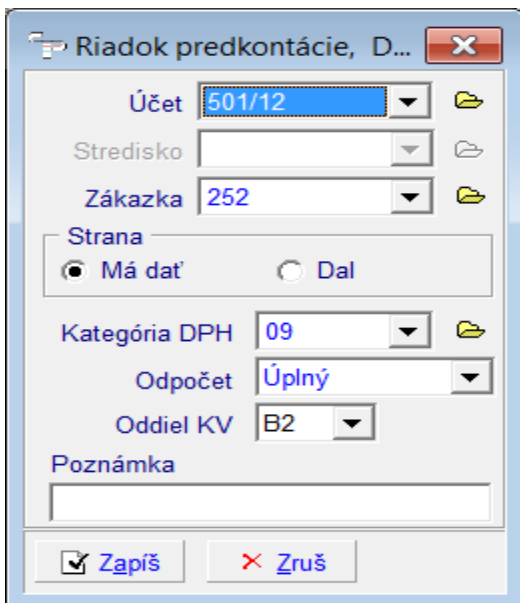 Riadok predkontácie, D...
Účet 501/12
Stredisko
Zákazka 252
Strana
Má dať Dal
Kategória DPH 09
Odpočet Úplný
Oddiel KV B2
Poznámka
Zapíš Zruš